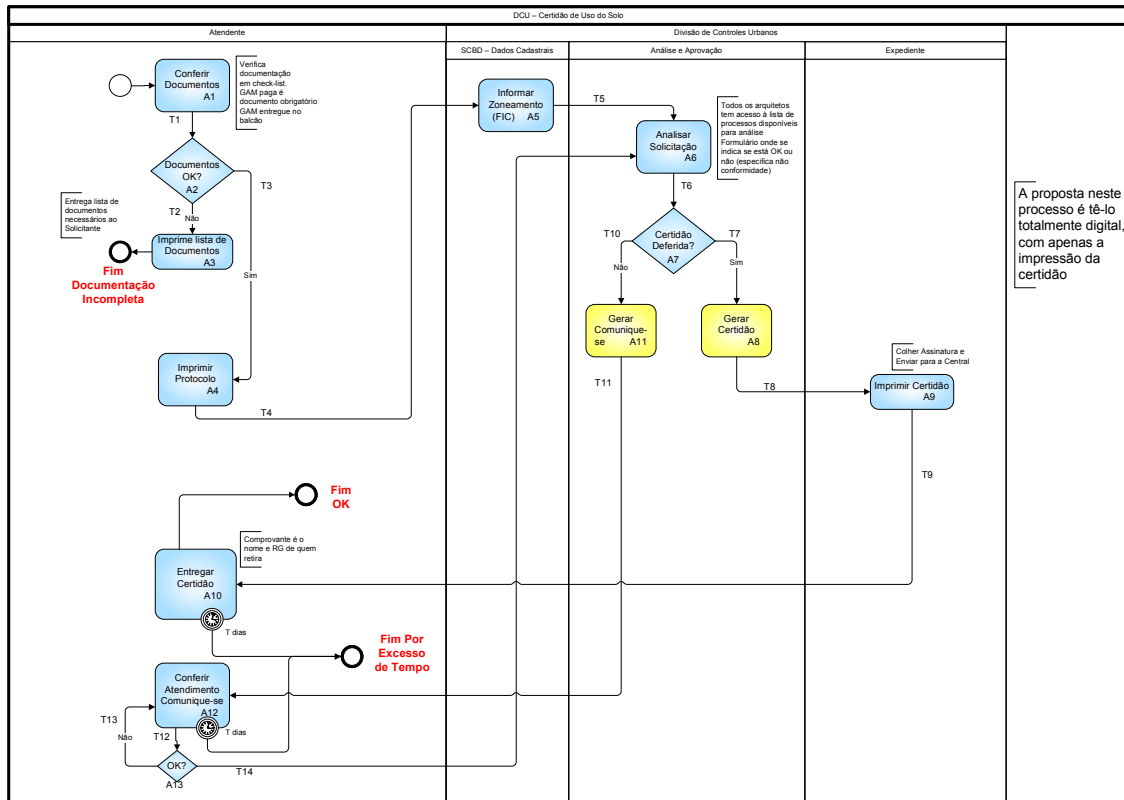 DCU – Certidão de Uso do Solo
Atendente
Divisão de Controles Urbanos
SCBD – Dados Cadastrais
Análise e Aprovação
Expediente
Conferir
Documentos
A1
Verifica
documentação
em check-list.
GAM paga é
documento obrigatório
GAM entregue no
balcão
T1
Documentos
OK?
A2
T3
T2
Não
Sim
Entrega lista de
documentos
necessários ao
Solicitante
Imprime lista de
Documentos
A3
Fim
Documentação
Incompleta
Imprimir
Protocolo
A4
T4
Informar
Zoneamento
(FIC) A5
T5
Analisar
Solicitação
A6
Todos os arquitetos
tem acesso à lista de
processos disponíveis
para análise
Formulário onde se
indica se está OK ou
não (especifica não
conformidade)
T6
Certidão
Deferida?
A7
T10
Não
T7
Sim
Gerar
Comunique-
se A11
Gerar
Certidão
A8
T11
T8
Colher Assinatura e
Enviar para a Central
Imprimir Certidão
A9
T9
A proposta neste
processo é tê-lo
totalmente digital,
com apenas a
impressão da
certidão
Fim
OK
Comprovante é o
nome e RG de quem
retira
Entregar
Certidão
A10
T dias
Fim Por
Excesso
de Tempo
Conferir
Atendimento
Comunique-se
A12
T dias
T13
Não
T12
OK?
A13
T14